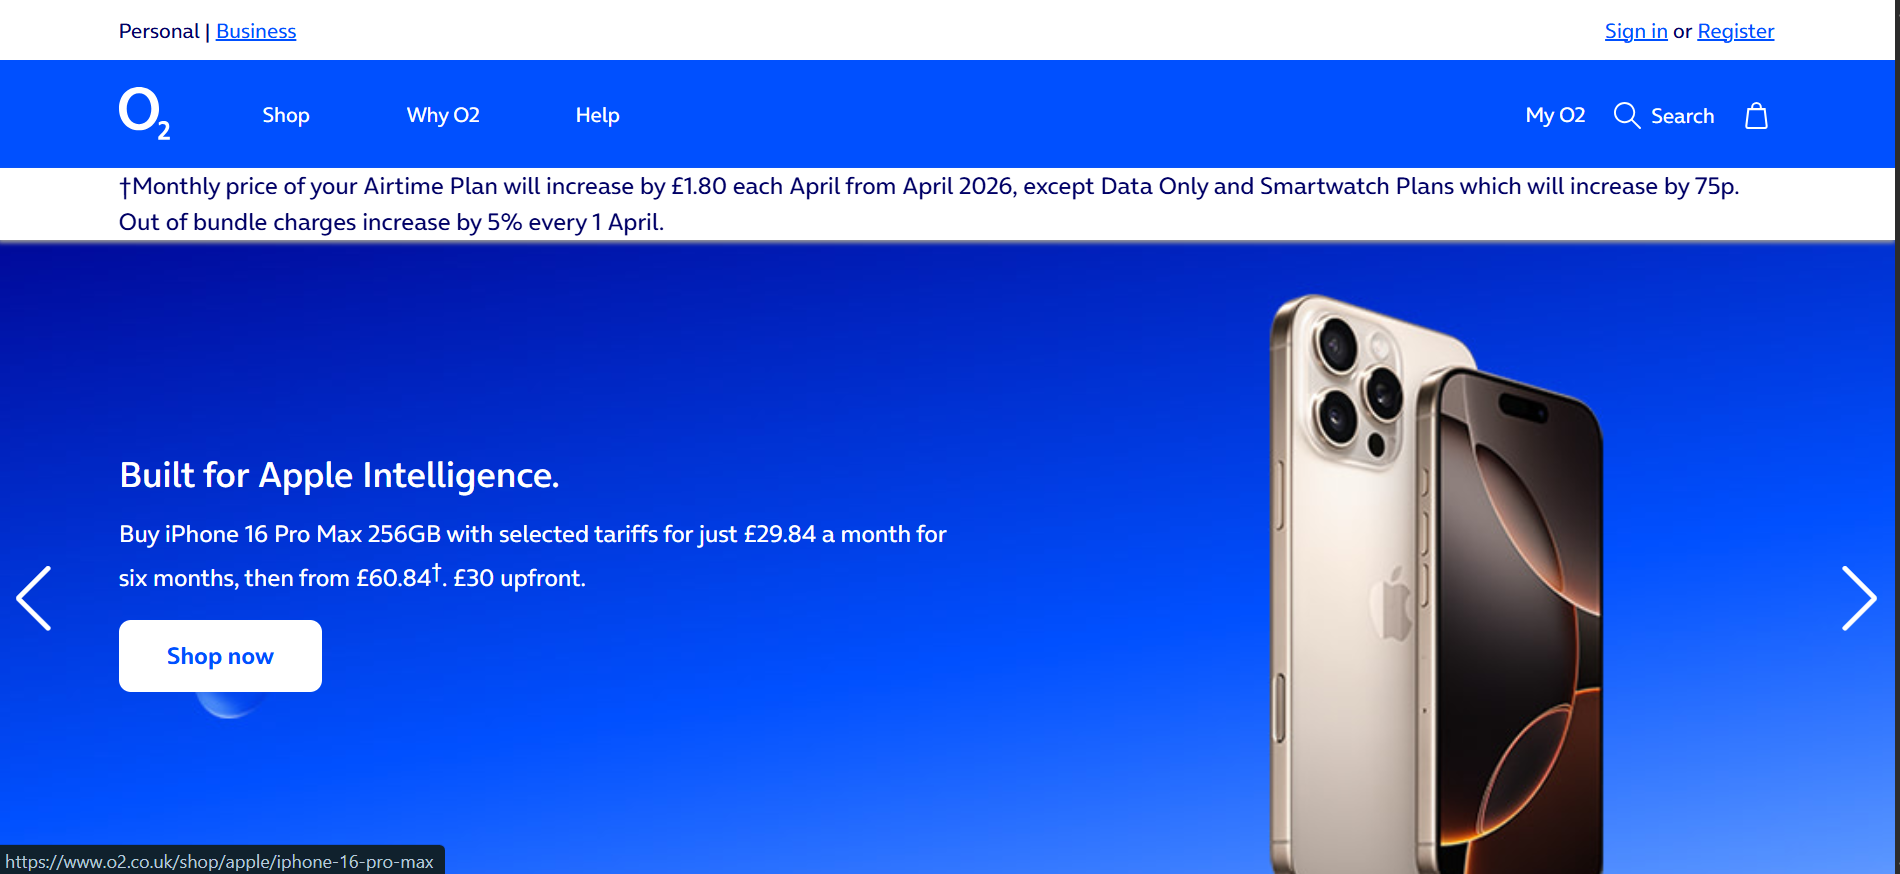 Personal | Business
Sign in or Register
O2
Shop
Why O2
Help
My O2
Search
†Monthly price of your Airtime Plan will increase by £1.80 each April from April 2026, except Data Only and Smartwatch Plans which will increase by 75p.
Out of bundle charges increase by 5% every 1 April.
Built for Apple Intelligence.
Buy iPhone 16 Pro Max 256GB with selected tariffs for just £29.84 a month for
six months, then from £60.84†. £30 upfront.
Shop now
https://www.o2.co.uk/shop/apple/iphone-16-pro-max